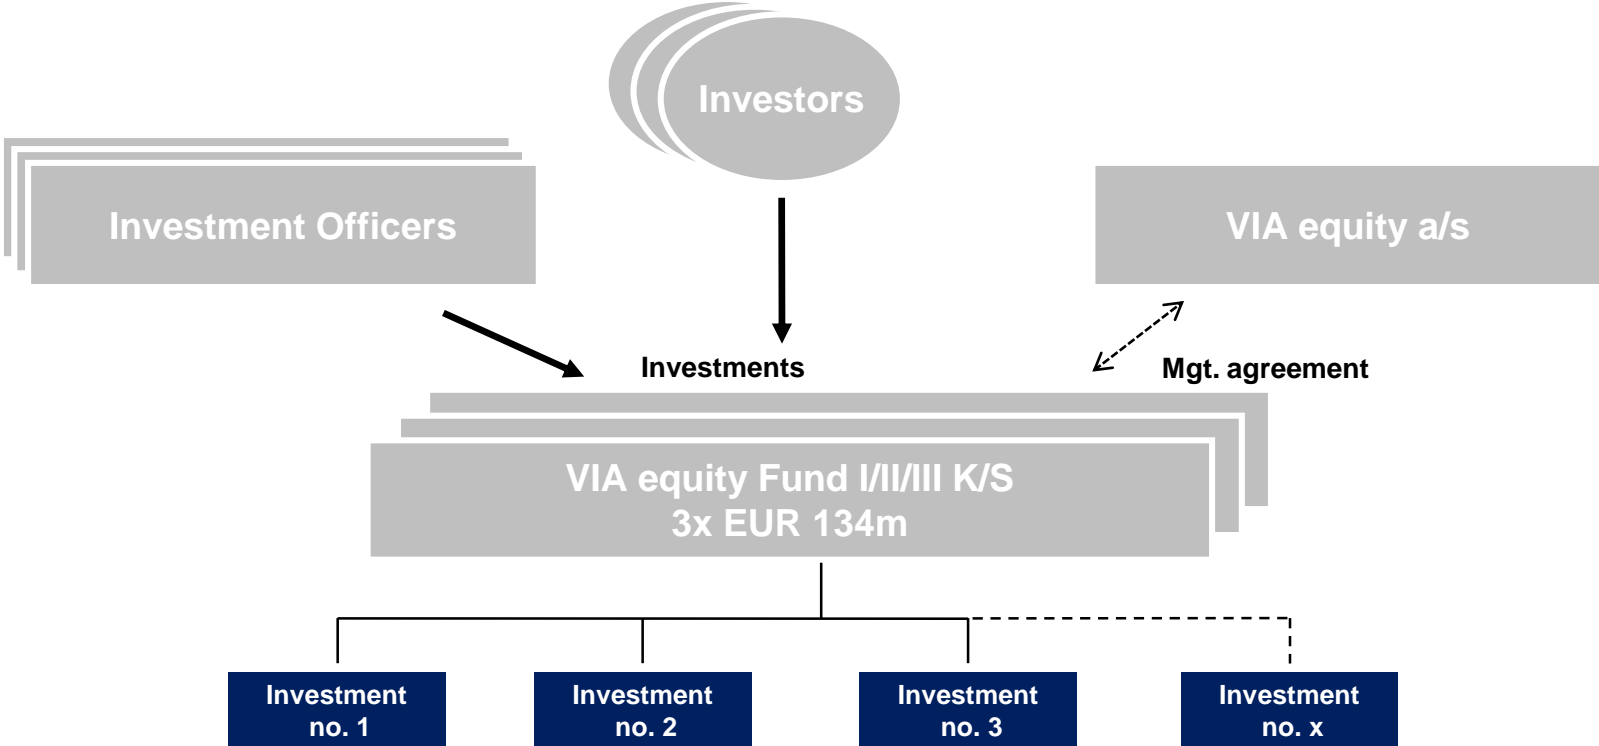 Investors
Investment Officers
VIA equity a/s
Investments
Mgt. agreement
VIA equity Fund I/II/III K/S
3x EUR 134m
Investment
no. 1
Investment
no. 2
Investment
no. 3
Investment
no. x